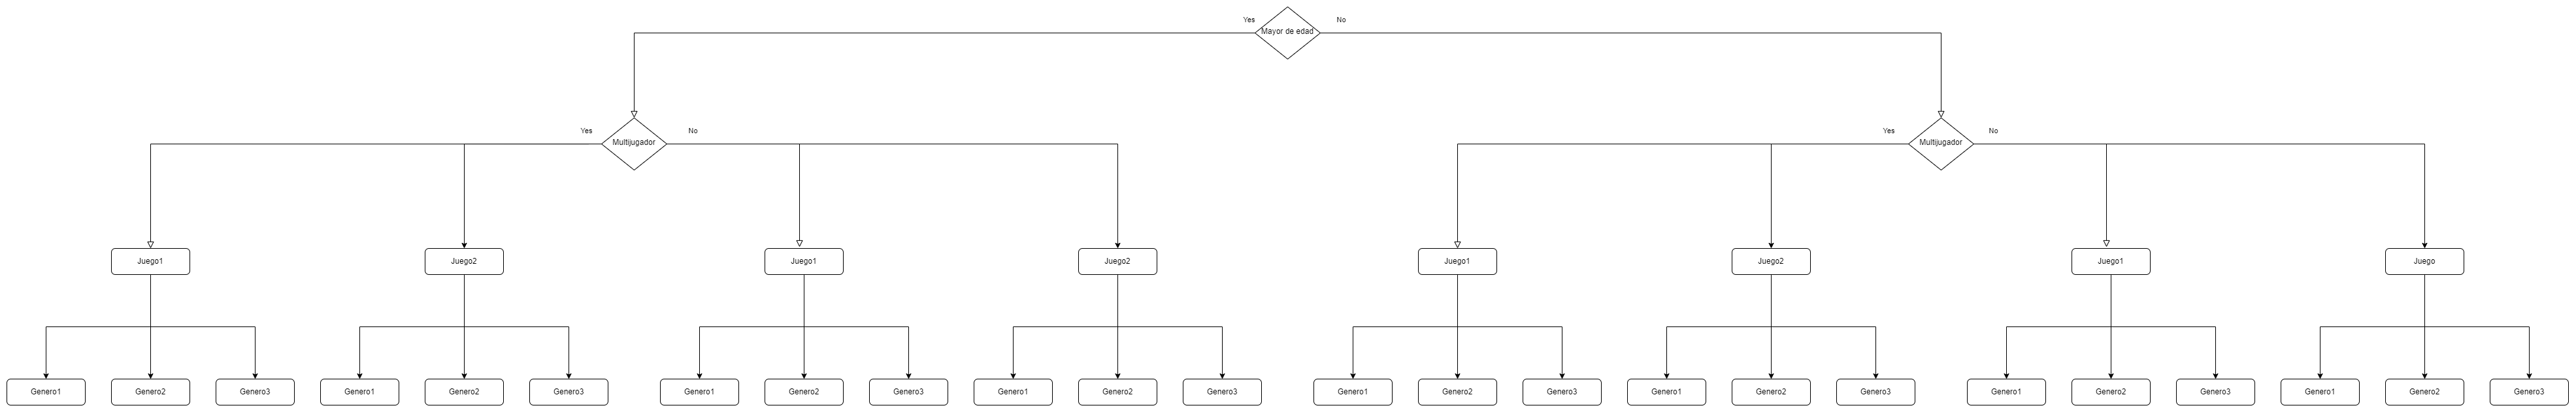 Yes
No
Mayor de edad
Yes
No
Yes
No
Multijugador
Multijugador
Juego1
Juego2
Juego1
Juego2
Juego1
Juego2
Juego1
Juego
Genero1
Genero2
Genero3
Genero1
Genero2
Genero3
Genero1
Genero2
Genero3
Genero1
Genero2
Genero3
Genero1
Genero2
Genero3
Genero1
Genero2
Genero3
Genero1
Genero2
Genero3
Genero1
Genero2
Genero3